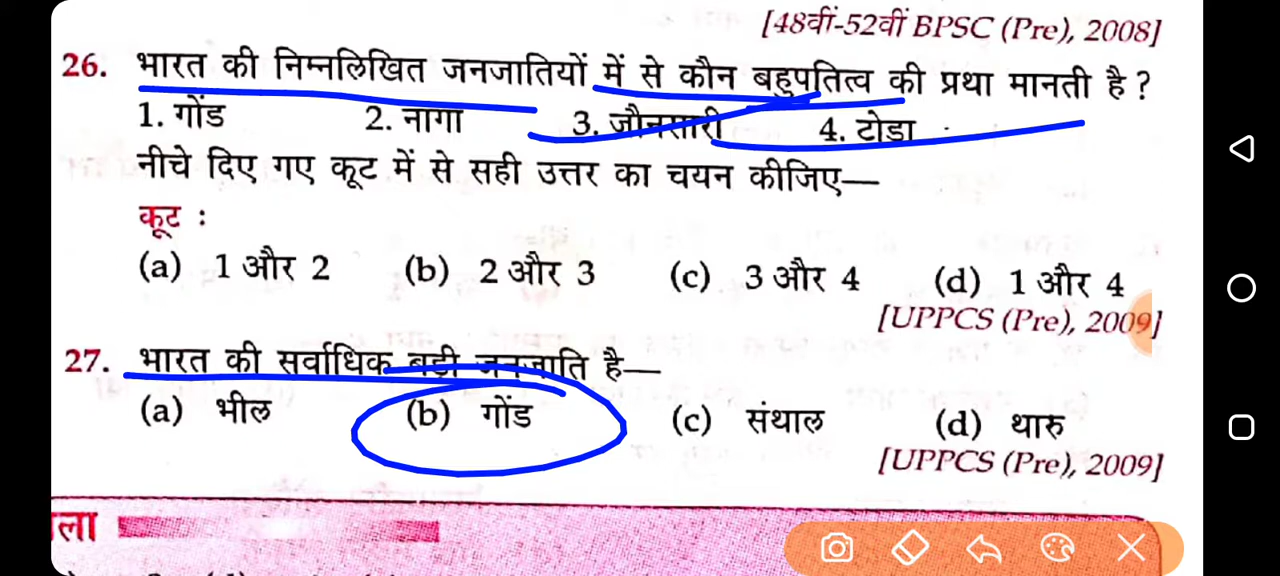 [48वीं-52वीं BPSC (Pre), 2008]
26. भारत की निम्नलिखित जनजातियों में से कौन बहुपतित्व की प्रथा मानती है ?
1. गोंड 2. नागा 3. जौनसारी 4. टोडा
नीचे दिए गए कूट में से सही उत्तर का चयन कीजिए—
कूट :
(a) 1 और 2 (b) 2 और 3 (c) 3 और 4 (d) 1 और 4
[UPPCS (Pre), 2009]
27. भारत की सर्वाधिक बड़ी जनजाति है—
(a) भील (b) गोंड (c) संथाल (d) थारु
[UPPCS (Pre), 2009]
ला